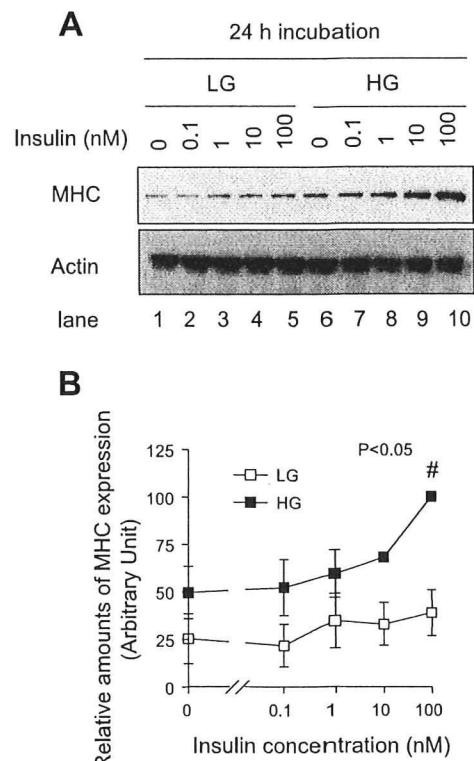 A
24 h incubation
LG HG
Insulin (nM) 0 0.1 1 10 100 0 0.1 1 10 100
MHC
Actin
lane 1 2 3 4 5 6 7 8 9 10
B
Relative amounts of MHC expression
(Arbitrary Unit)
125
100
75
50
25
0
LG
HG
P<0.05
#
0 0.1 1 10 100
Insulin concentration (nM)